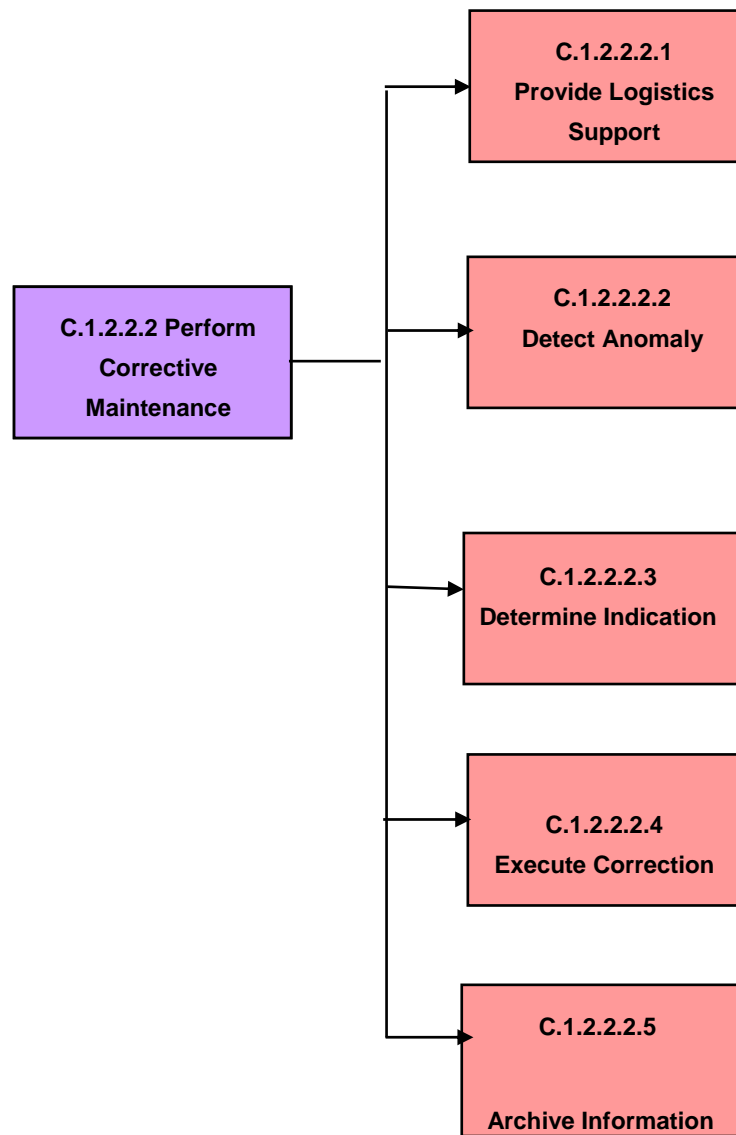 C.1.2.2.2.1
Provide Logistics
Support
C.1.2.2.2.2
Detect Anomaly
C.1.2.2.2 Perform
Corrective
Maintenance
C.1.2.2.2.3
Determine Indication
C.1.2.2.2.4
Execute Correction
C.1.2.2.2.5
Archive Information